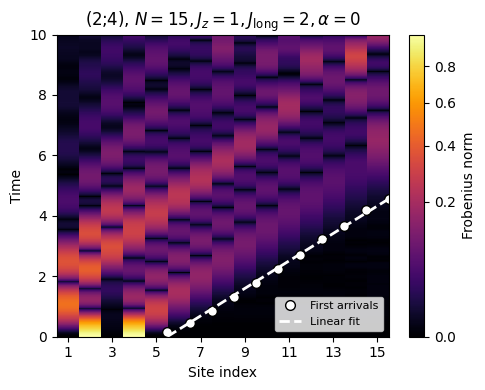 (2;4), N = 15, J_z = 1, J_long = 2, α = 0
10
8
6
4
2
0
Time
1 3 5 7 9 11 13 15
Site index
First arrivals
Linear fit
0.8
0.6
0.4
0.2
0.0
Frobenius norm